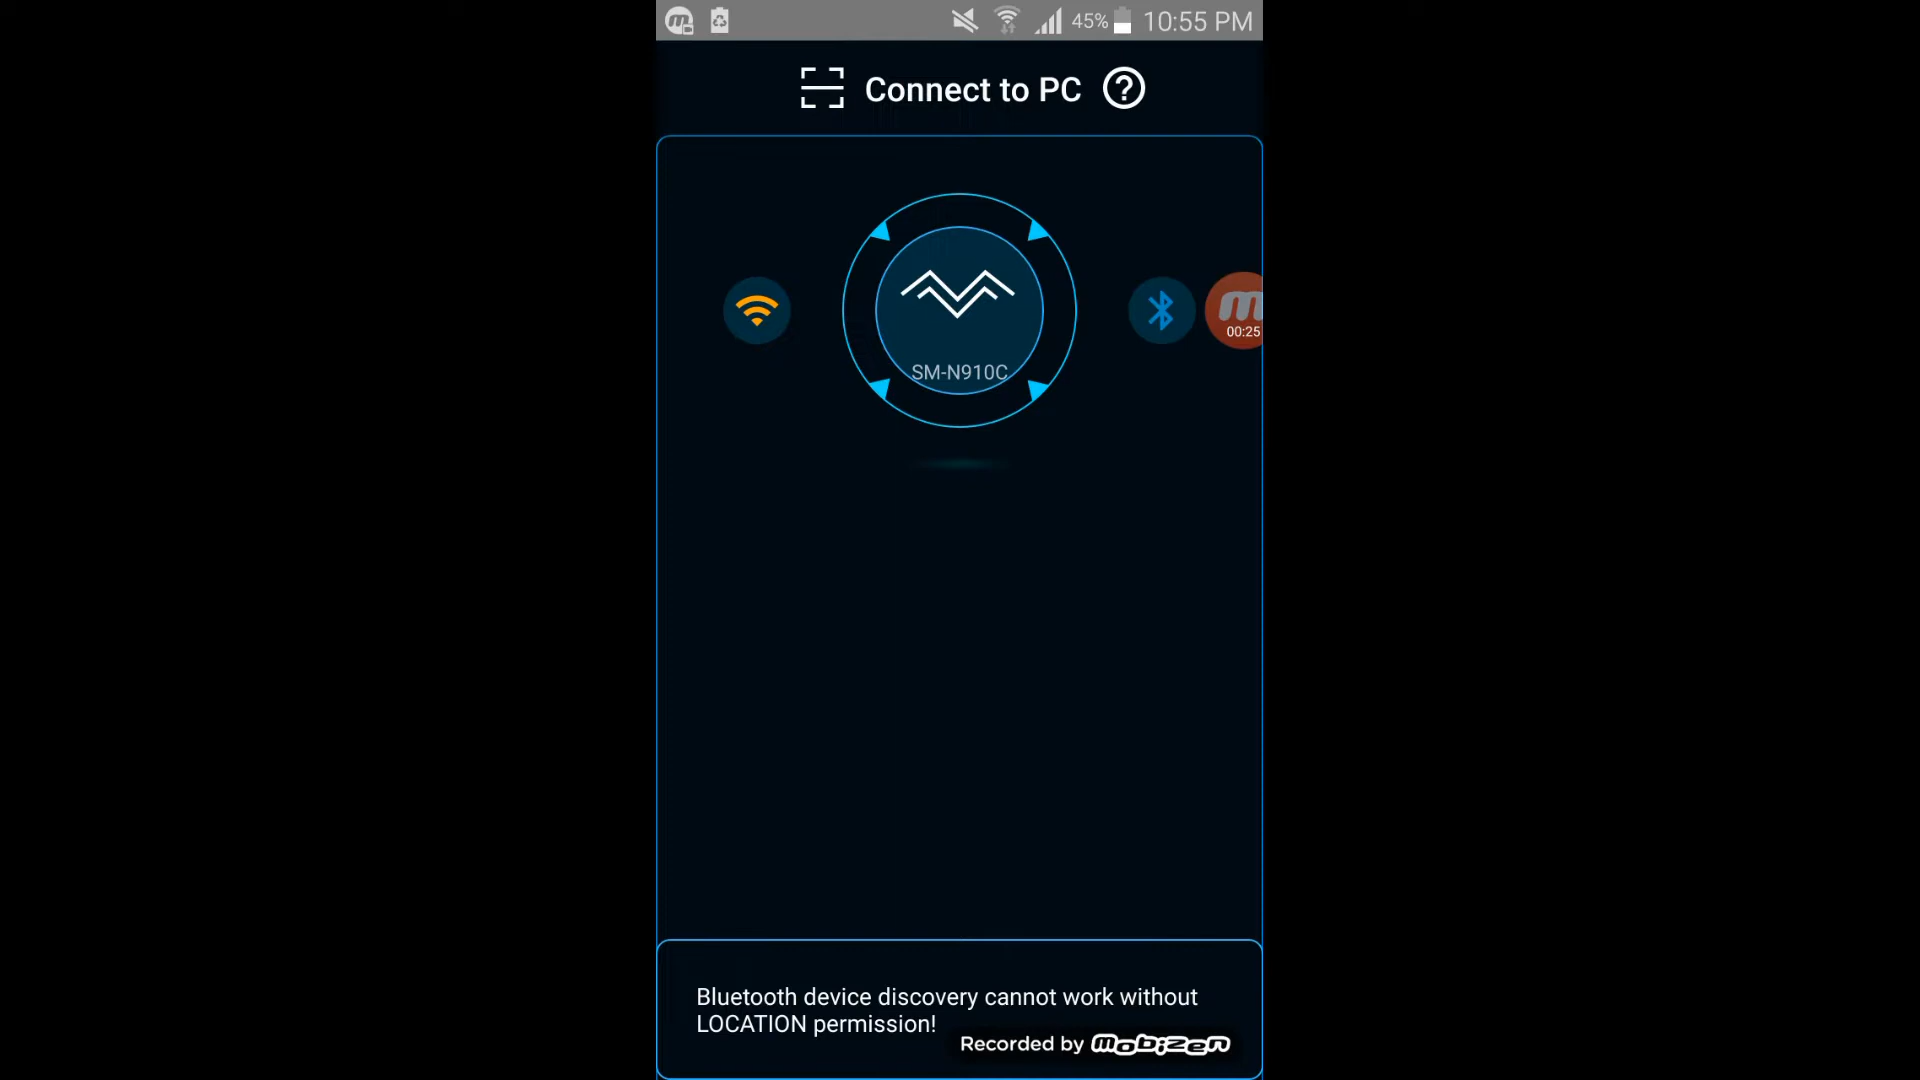 45% 10:55 PM
Connect to PC
00:25
SM-N910C
Bluetooth device discovery cannot work without
LOCATION permission!
Recorded by mobizen